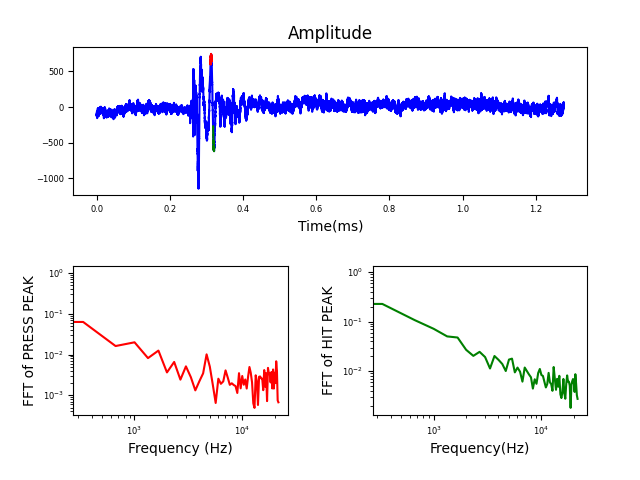 Amplitude
500
0
−500
−1000
0.0 0.2 0.4 0.6 0.8 1.0 1.2
Time(ms)
FFT of PRESS PEAK
10⁰
10⁻¹
10⁻²
10⁻³
10³ 10⁴
Frequency (Hz)
FFT of HIT PEAK
10⁰
10⁻¹
10⁻²
10³ 10⁴
Frequency(Hz)